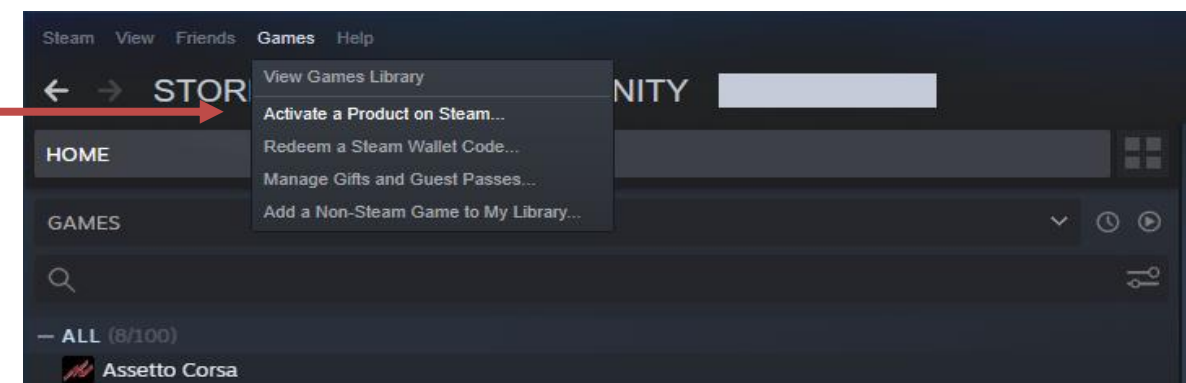 Steam View Friends Games Help
View Games Library
STOR NITY
Activate a Product on Steam...
HOME
Redeem a Steam Wallet Code...
Manage Gifts and Guest Passes...
Add a Non-Steam Game to My Library...
GAMES
— ALL (8/100)
Assetto Corsa